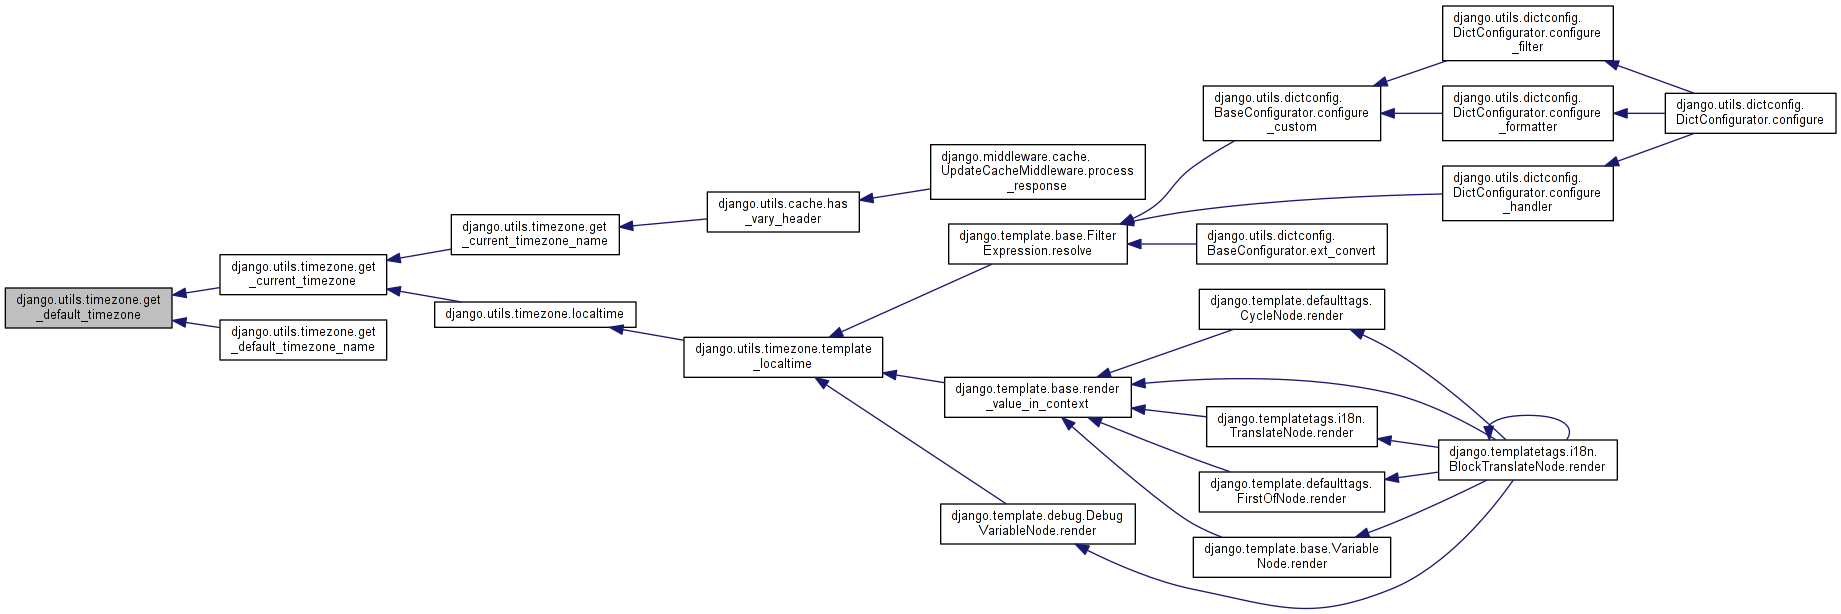 django.utils.dictconfig.
DictConfigurator.configure
_filter
django.utils.dictconfig.
BaseConfigurator.configure
_custom
django.utils.dictconfig.
DictConfigurator.configure
_formatter
django.utils.dictconfig.
DictConfigurator.configure
django.middleware.cache.
UpdateCacheMiddleware.process
_response
django.utils.dictconfig.
DictConfigurator.configure
_handler
django.utils.cache.has
_vary_header
django.utils.timezone.get
_current_timezone_name
django.template.base.Filter
Expression.resolve
django.utils.dictconfig.
BaseConfigurator.ext_convert
django.utils.timezone.get
_current_timezone
django.utils.timezone.get
_default_timezone
django.utils.timezone.localtime
django.template.defaulttags.
CycleNode.render
django.utils.timezone.get
_default_timezone_name
django.utils.timezone.template
_localtime
django.template.base.render
_value_in_context
django.templatetags.i18n.
TranslateNode.render
django.templatetags.i18n.
BlockTranslateNode.render
django.template.defaulttags.
FirstOfNode.render
django.template.debug.Debug
VariableNode.render
django.template.base.Variable
Node.render